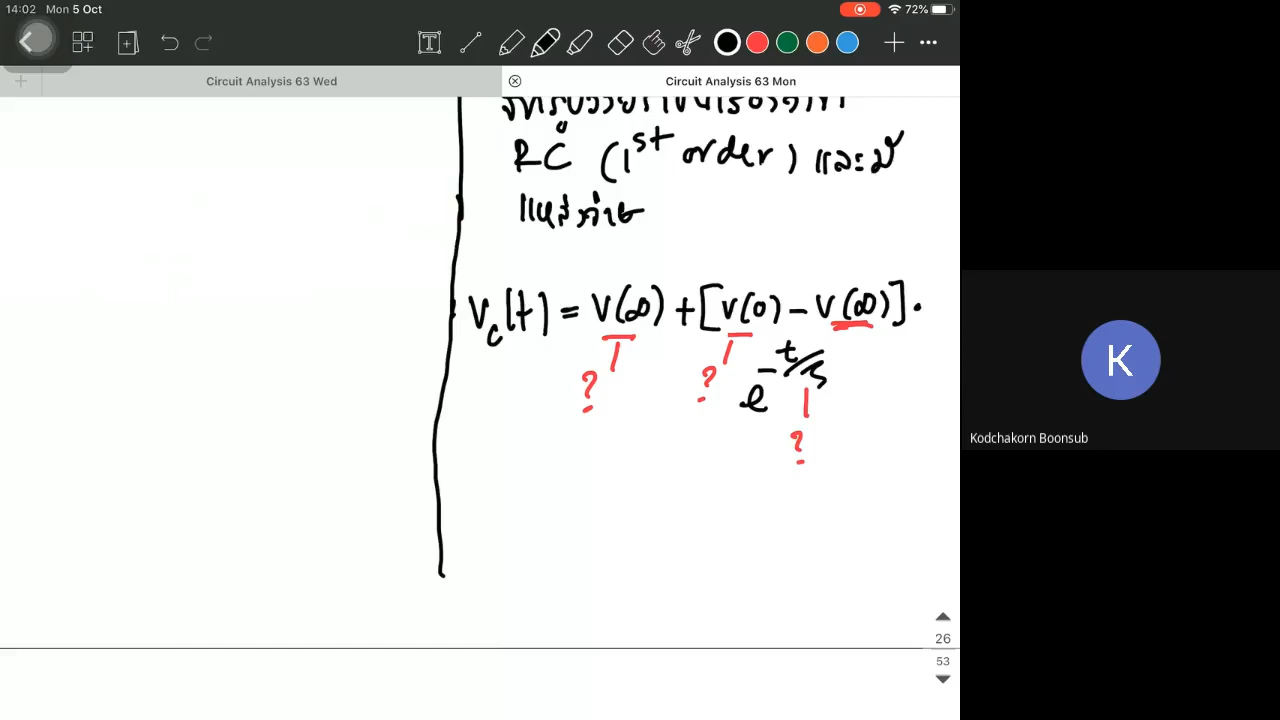 14:02 Mon 5 Oct
72%
Circuit Analysis 63 Wed
Circuit Analysis 63 Mon
RC (1st order) และมี
แหล่งจ่าย
Vc(t) = V(∞) + [V(0) − V(∞)] ·
e^(−t/τ)
? ? ?
26
53
K
Kodchakorn Boonsub